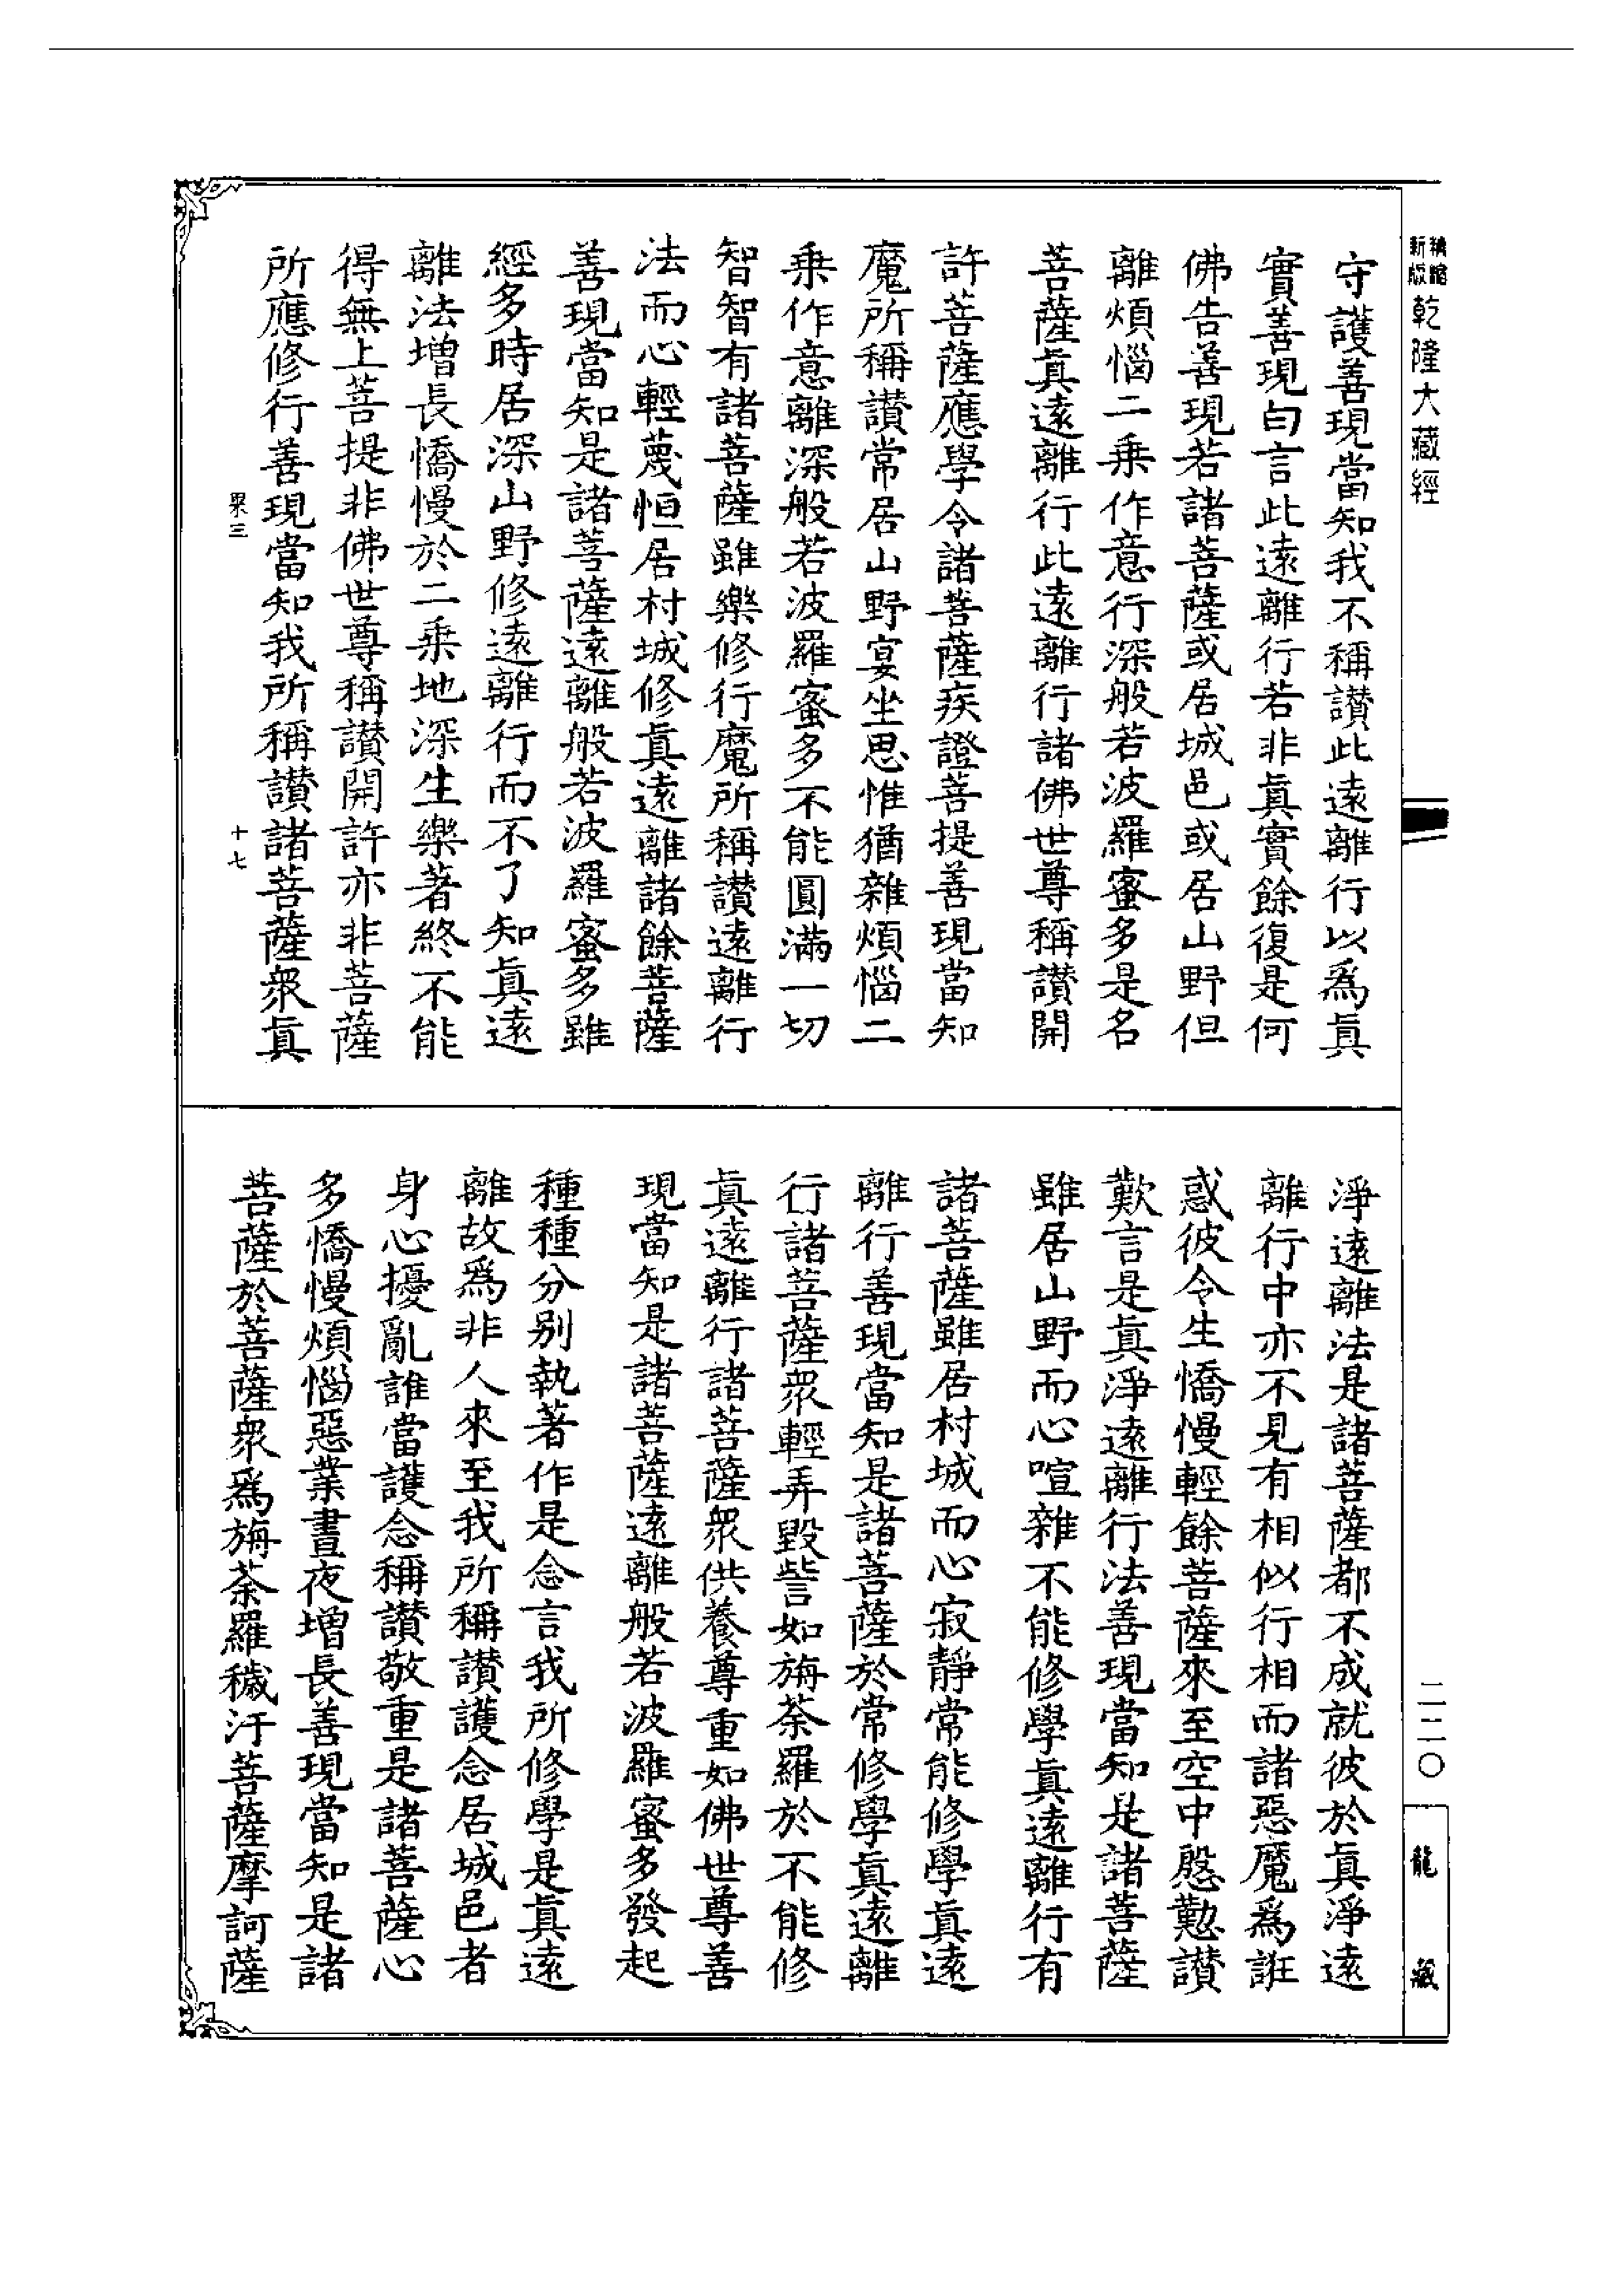 新版
精縮
乾隆大藏經
守護善現當知我不稱讚此遠離行以爲眞
實善現白言此遠離行若非眞實餘復是何
佛告善現若諸菩薩或居城邑或居山野但
離煩惱二乗作意行深般若波羅蜜多是名
菩薩眞遠離行此遠離行諸佛世尊稱讚開
許菩薩應學令諸菩薩疾證菩提善現當知
魔所稱讚常居山野宴坐思惟猶雜煩惱二
乗作意離深般若波羅蜜多不能圓滿一切
智智有諸菩薩雖樂修行魔所稱讚遠離行
法而心輕蔑恒居村城修眞遠離諸餘菩薩
善現當知是諸菩薩遠離般若波羅蜜多雖
經多時居深山野修遠離行而不了知眞遠
離法增長憍慢於二乗地深生樂著終不能
得無上菩提非佛世尊稱讚開許亦非菩薩
所應修行善現當知我所稱讚諸菩薩衆眞
杲三
十七
淨遠離法是諸菩薩都不成就彼於眞淨遠
離行中亦不見有相似行相而諸惡魔爲誑
惑彼令生憍慢輕餘菩薩來至空中慇懃讚
歎言是眞淨遠離行法善現當知是諸菩薩
雖居山野而心喧雜不能修學眞遠離行有
諸菩薩雖居村城而心寂靜常能修學眞遠
離行善現當知是諸菩薩於常修學眞遠離
行諸菩薩衆輕弄毀訾如旃荼羅於不能修
眞遠離行諸菩薩衆供養尊重如佛世尊善
現當知是諸菩薩遠離般若波羅蜜多發起
種種分別執著作是念言我所修學是眞遠
離故爲非人來至我所稱讚護念居城邑者
身心擾亂誰當護念稱讚敬重是諸菩薩心
多憍慢煩惱惡業晝夜增長善現當知是諸
菩薩於菩薩衆爲旃荼羅穢汙菩薩摩訶薩
二二〇
龍藏